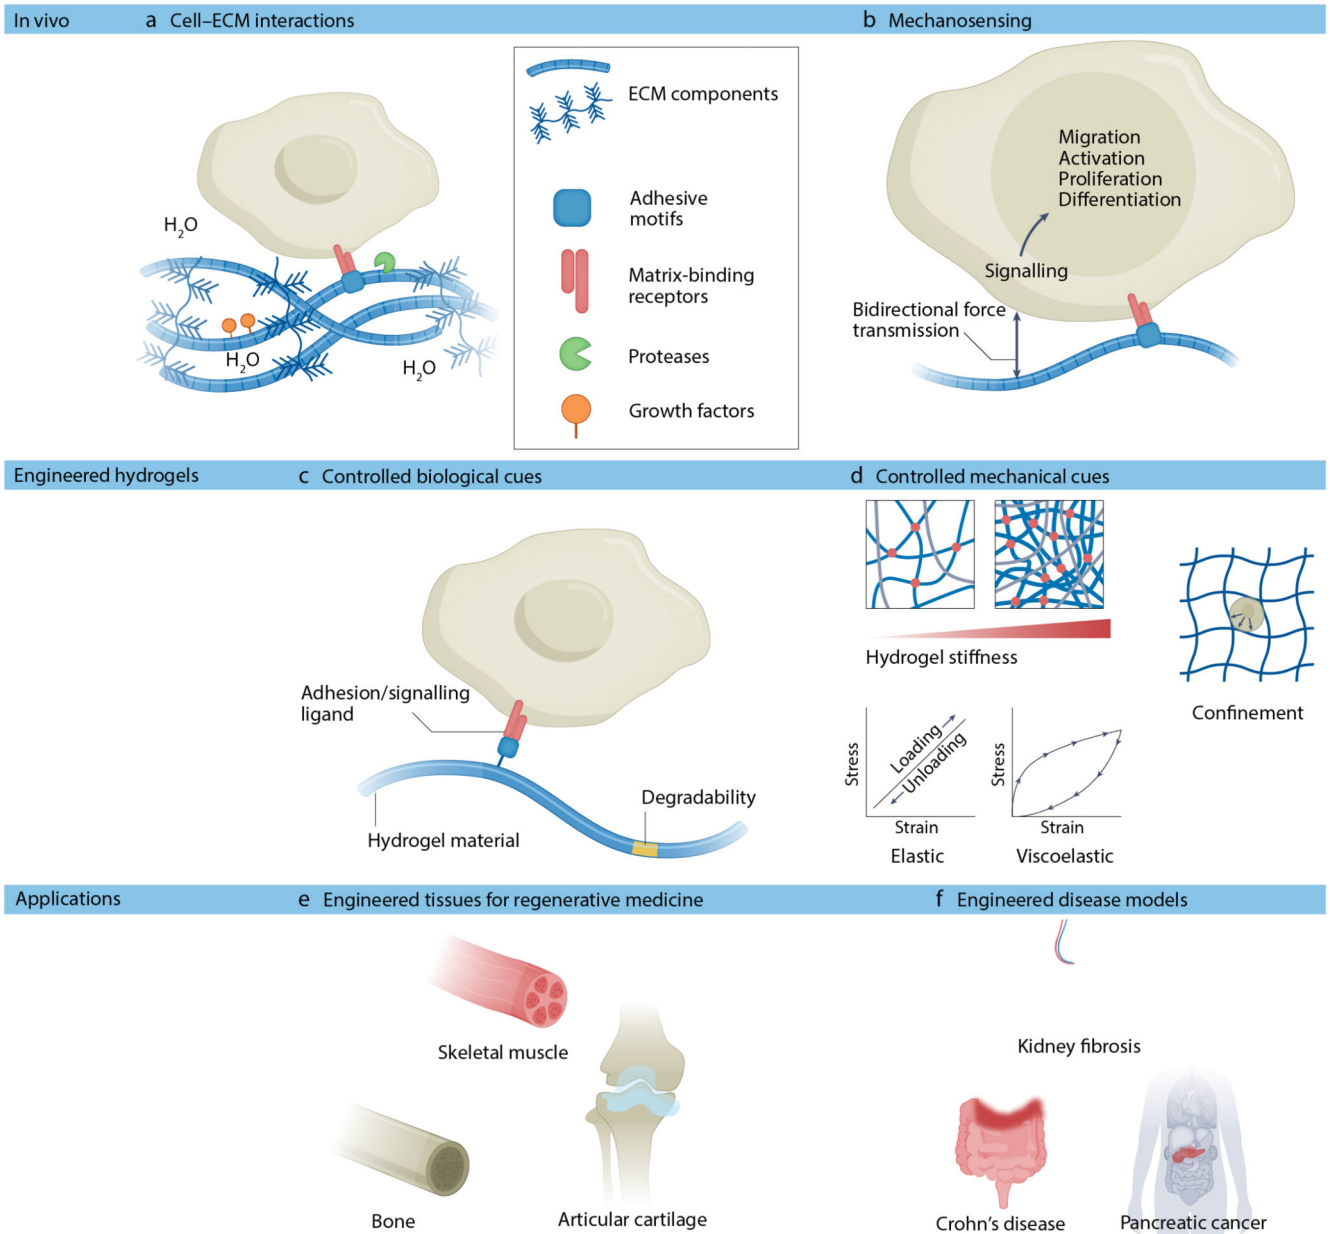 In vivo
a Cell–ECM interactions
b Mechanosensing
H2O
H2O
H2O
ECM components
Adhesive
motifs
Matrix-binding
receptors
Proteases
Growth factors
Migration
Activation
Proliferation
Differentiation
Signalling
Bidirectional force
transmission
Engineered hydrogels
c Controlled biological cues
d Controlled mechanical cues
Adhesion/signalling
ligand
Hydrogel material
Degradability
Hydrogel stiffness
Confinement
Stress
Loading
Unloading
Strain
Elastic
Stress
Strain
Viscoelastic
Applications
e Engineered tissues for regenerative medicine
f Engineered disease models
Skeletal muscle
Bone
Articular cartilage
Kidney fibrosis
Crohn’s disease
Pancreatic cancer